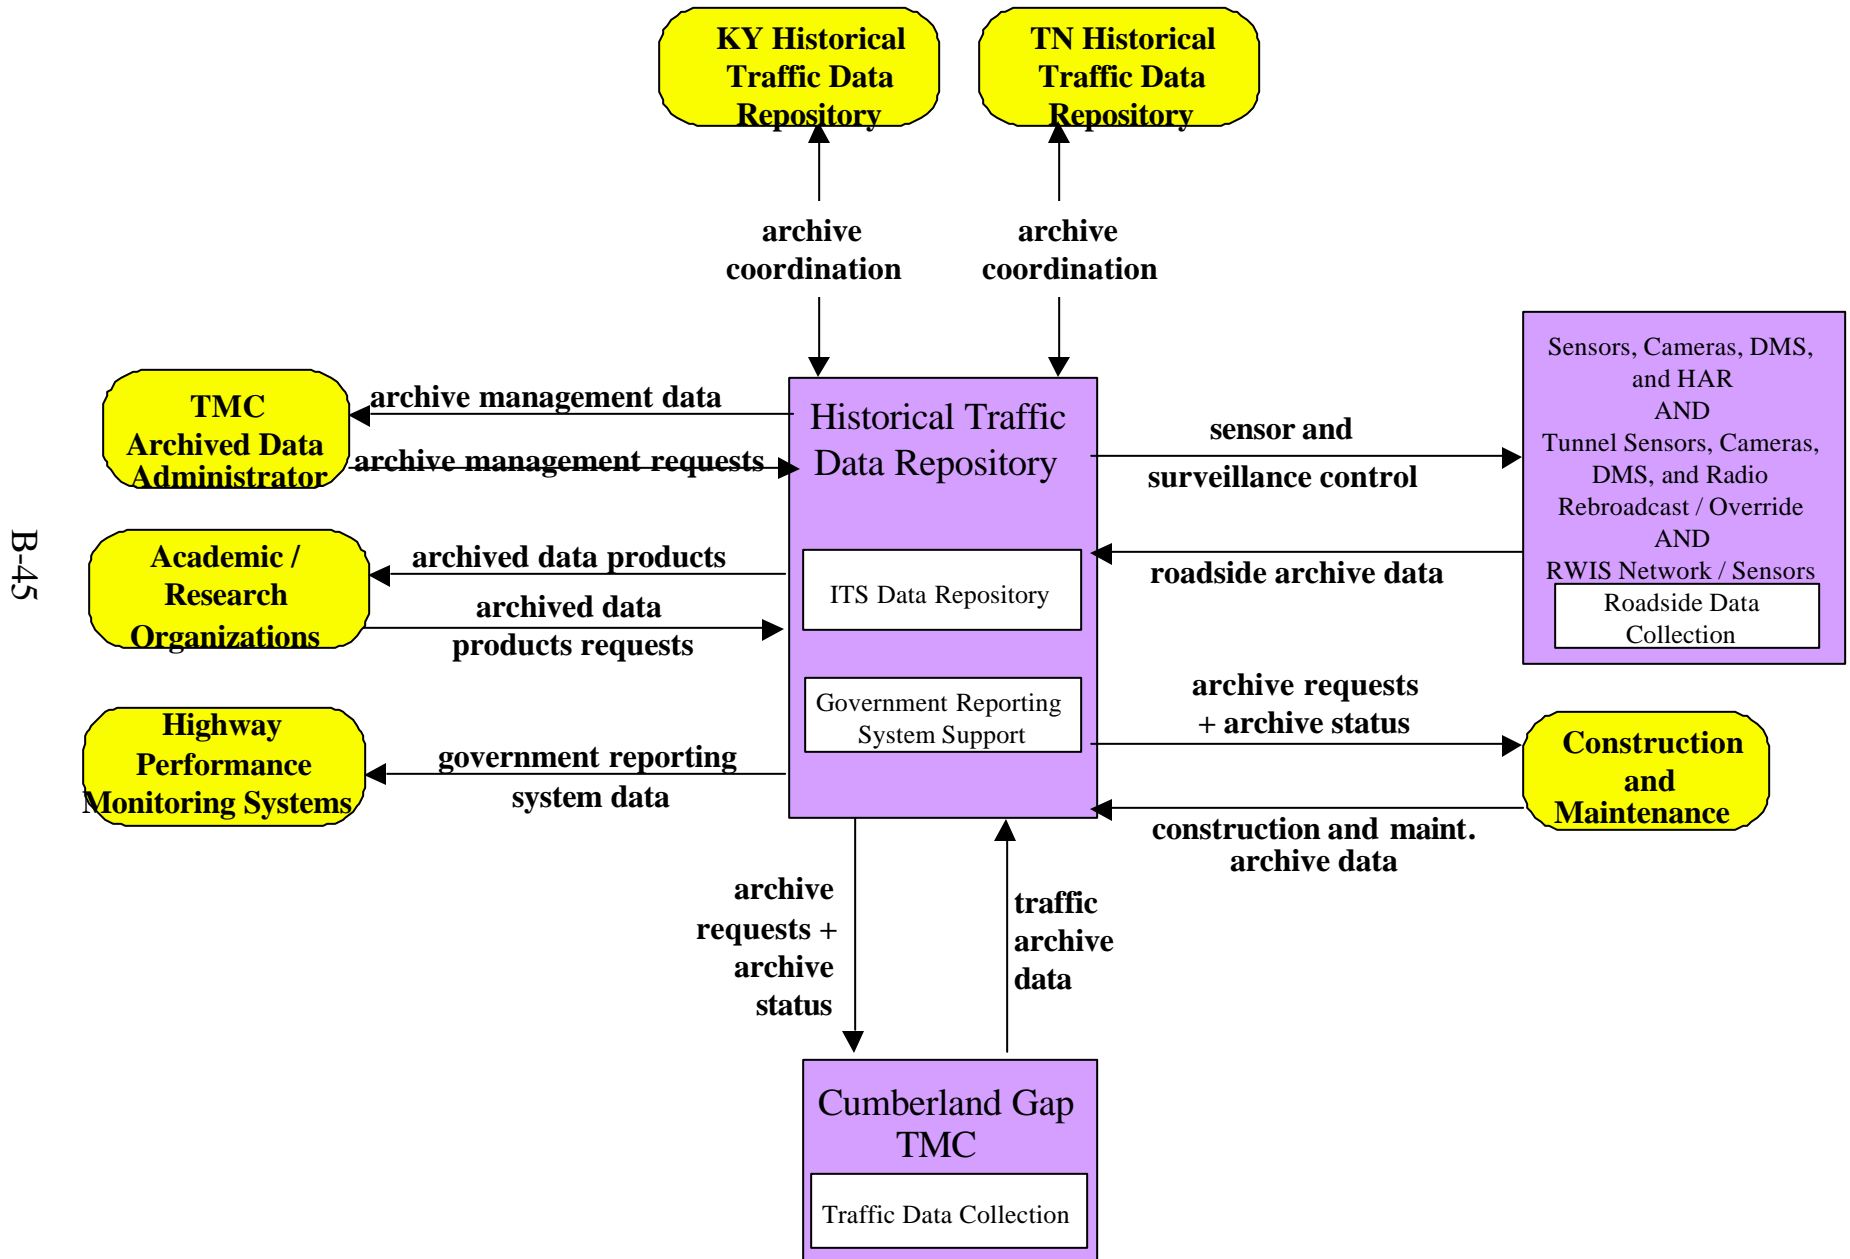 KY Historical
Traffic Data
Repository
TN Historical
Traffic Data
Repository
archive
coordination
archive
coordination
TMC
Archived Data
Administrator
archive management data
archive management requests
Historical Traffic
Data Repository
ITS Data Repository
Government Reporting
System Support
sensor and
surveillance control
roadside archive data
Sensors, Cameras, DMS,
and HAR
AND
Tunnel Sensors, Cameras,
DMS, and Radio
Rebroadcast / Override
AND
RWIS Network / Sensors
Roadside Data
Collection
Academic /
Research
Organizations
archived data products
archived data
products requests
Highway
Performance
Monitoring Systems
government reporting
system data
archive requests
+ archive status
Construction
and
Maintenance
construction and maint.
archive data
archive
requests +
archive
status
traffic
archive
data
Cumberland Gap
TMC
Traffic Data Collection
B-45